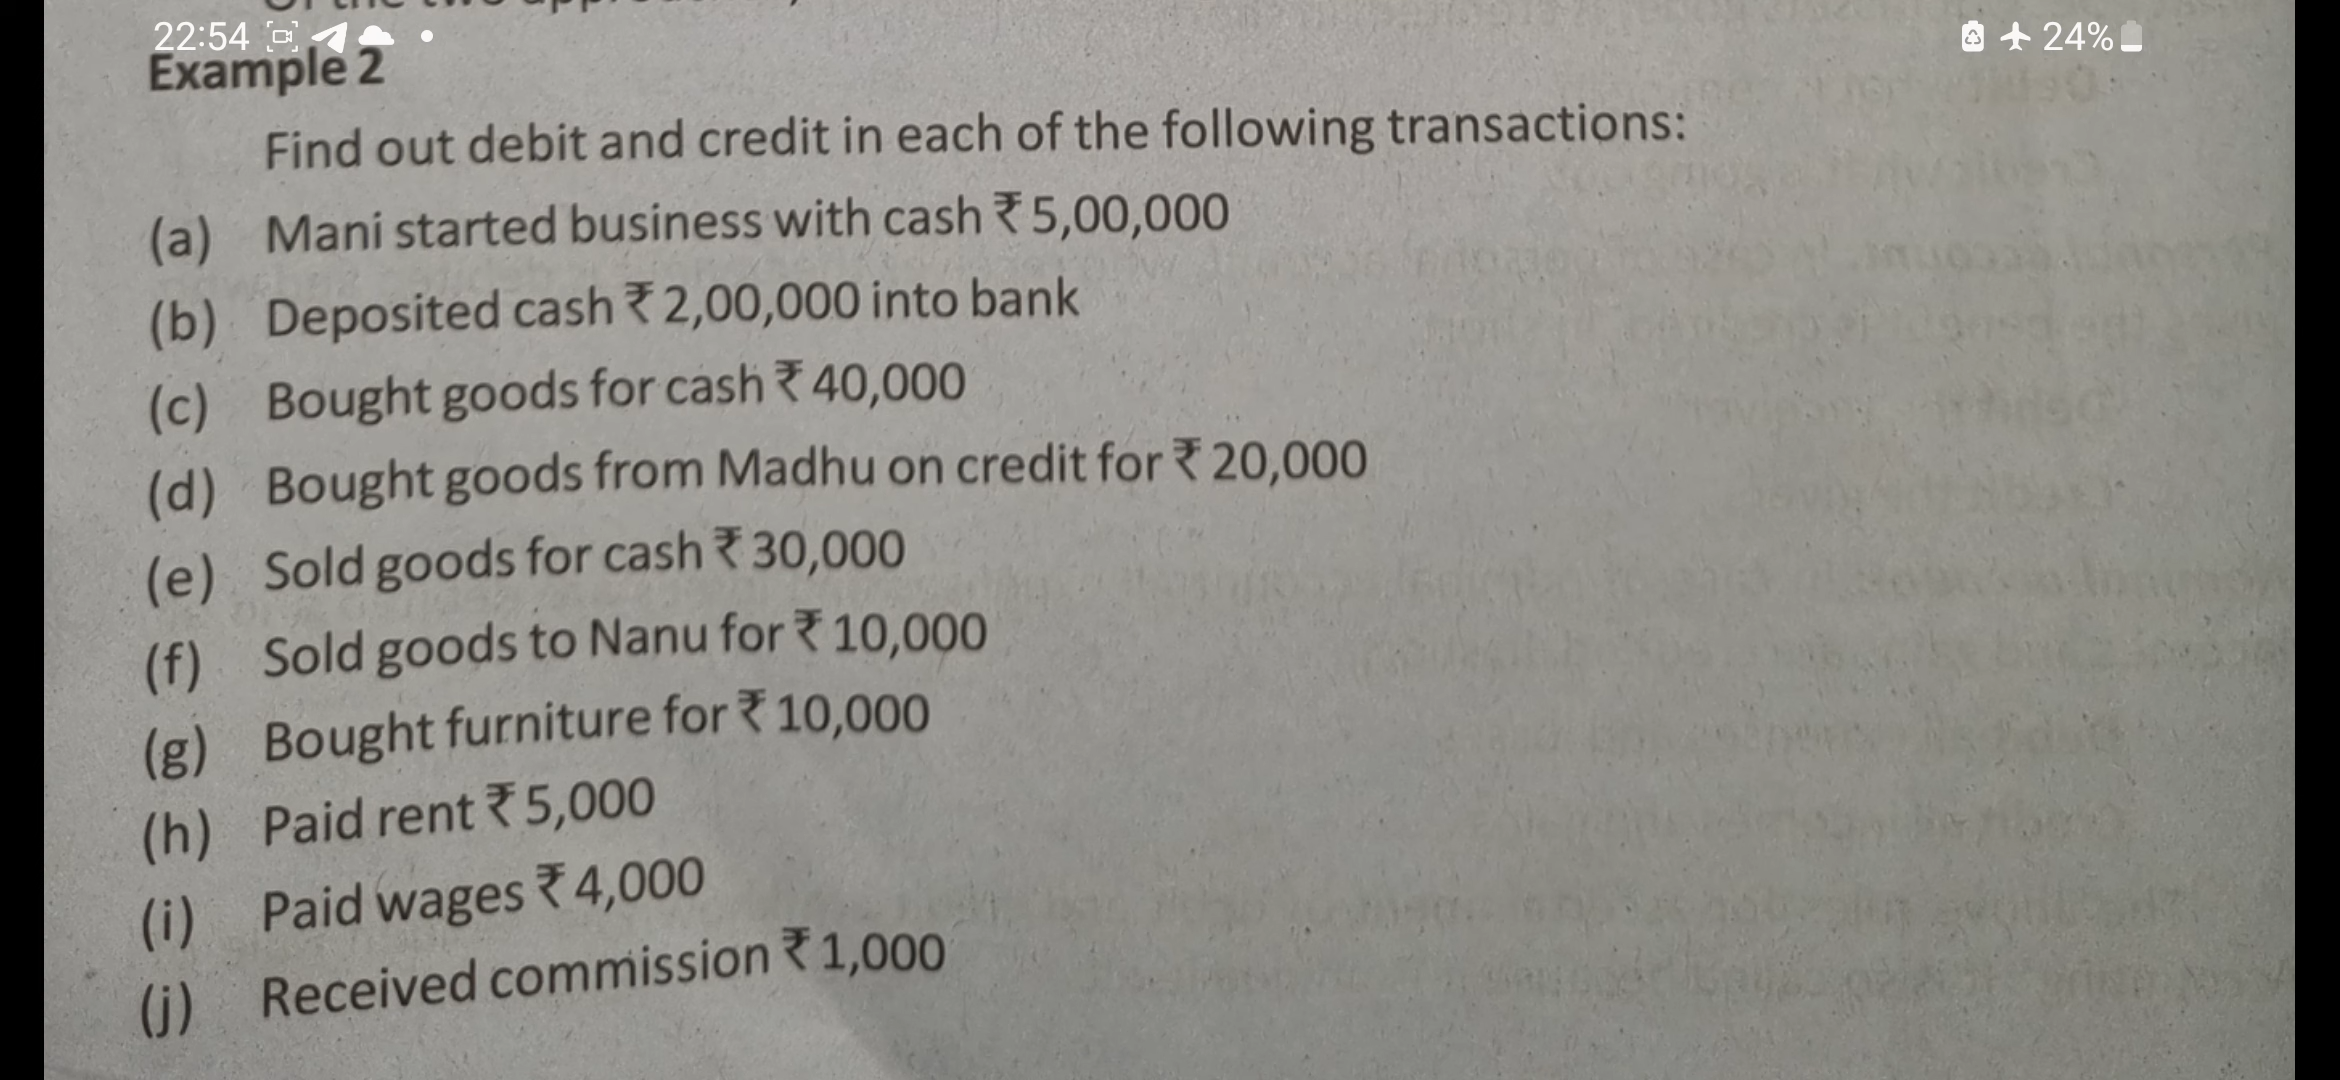 22:54
24%
Example 2
Find out debit and credit in each of the following transactions:
(a) Mani started business with cash ₹ 5,00,000
(b) Deposited cash ₹ 2,00,000 into bank
(c) Bought goods for cash ₹ 40,000
(d) Bought goods from Madhu on credit for ₹ 20,000
(e) Sold goods for cash ₹ 30,000
(f) Sold goods to Nanu for ₹ 10,000
(g) Bought furniture for ₹ 10,000
(h) Paid rent ₹ 5,000
(i) Paid wages ₹ 4,000
(j) Received commission ₹ 1,000